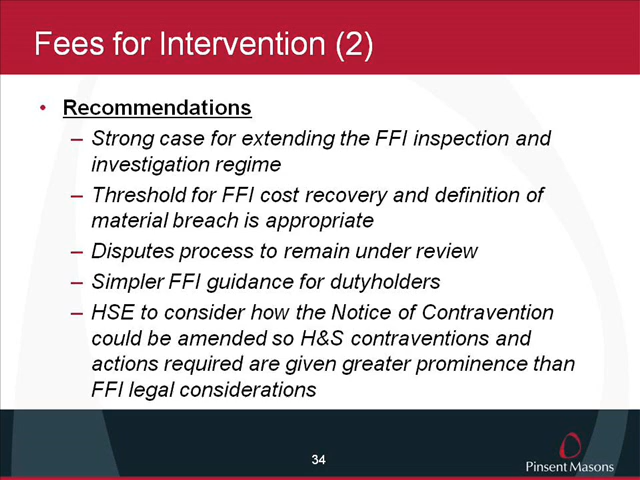 Fees for Intervention (2)
• Recommendations
– Strong case for extending the FFI inspection and
investigation regime
– Threshold for FFI cost recovery and definition of
material breach is appropriate
– Disputes process to remain under review
– Simpler FFI guidance for dutyholders
– HSE to consider how the Notice of Contravention
could be amended so H&S contraventions and
actions required are given greater prominence than
FFI legal considerations
34
Pinsent Masons